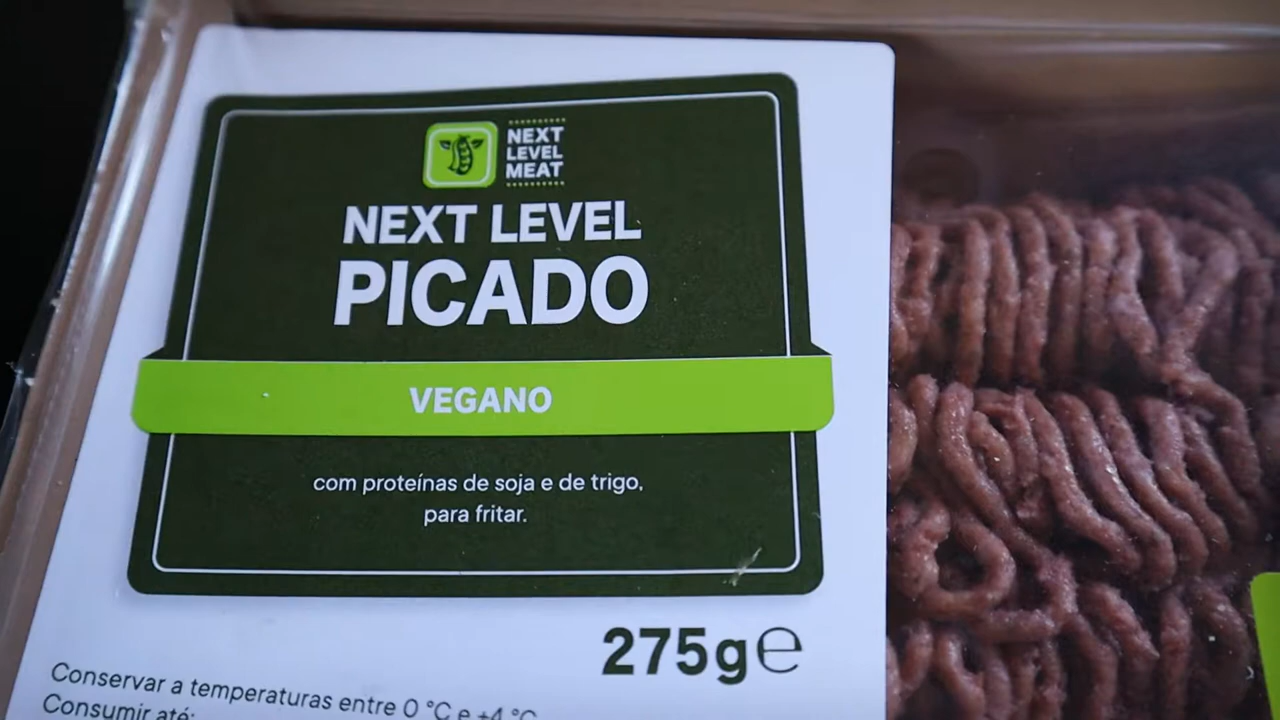 NEXT
LEVEL
MEAT
NEXT LEVEL
PICADO
VEGANO
com proteínas de soja e de trigo,
para fritar.
275g℮
Conservar a temperaturas entre 0 °C e +4 °C
Consumir até: